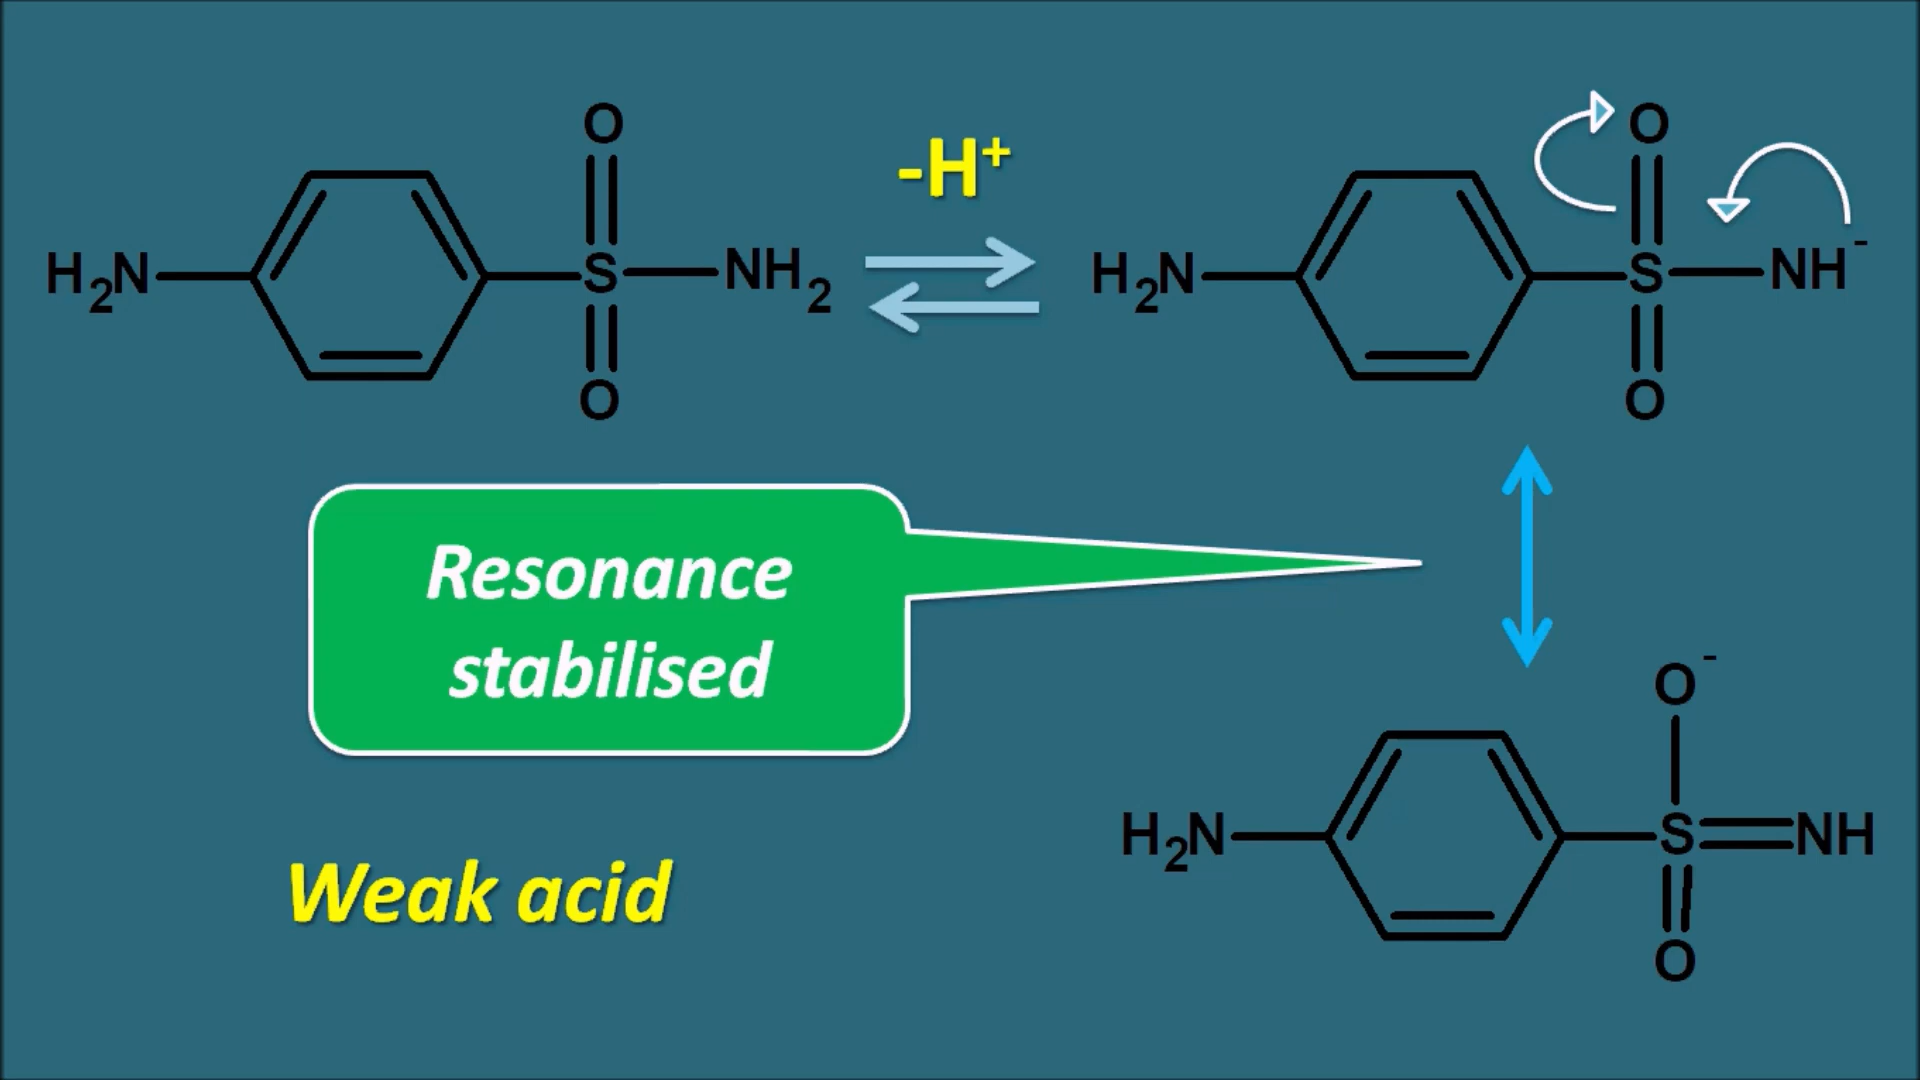 O
-H⁺
O
H₂N
S
NH₂
H₂N
S
NH⁻
O
O
Resonance
stabilised
O⁻
H₂N
S
NH
O
Weak acid